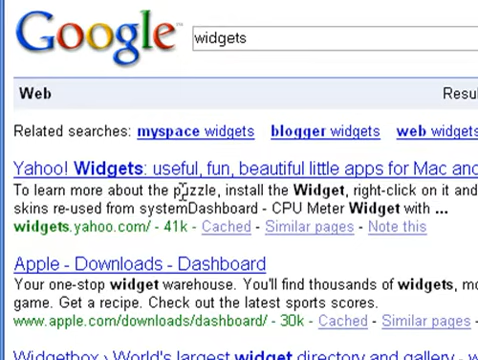 Google™
widgets
Web
Related searches: myspace widgets blogger widgets web widgets
Yahoo! Widgets: useful, fun, beautiful little apps for Mac and
To learn more about the puzzle, install the Widget, right-click on it and
skins re-used from systemDashboard - CPU Meter Widget with ...
widgets.yahoo.com/ - 41k - Cached - Similar pages - Note this
Apple - Downloads - Dashboard
Your one-stop widget warehouse. You'll find thousands of widgets,
game. Get a recipe. Check out the latest sports scores.
www.apple.com/downloads/dashboard/ - 30k - Cached - Similar pages -
Widgetbox › World's largest widget directory and gallery -